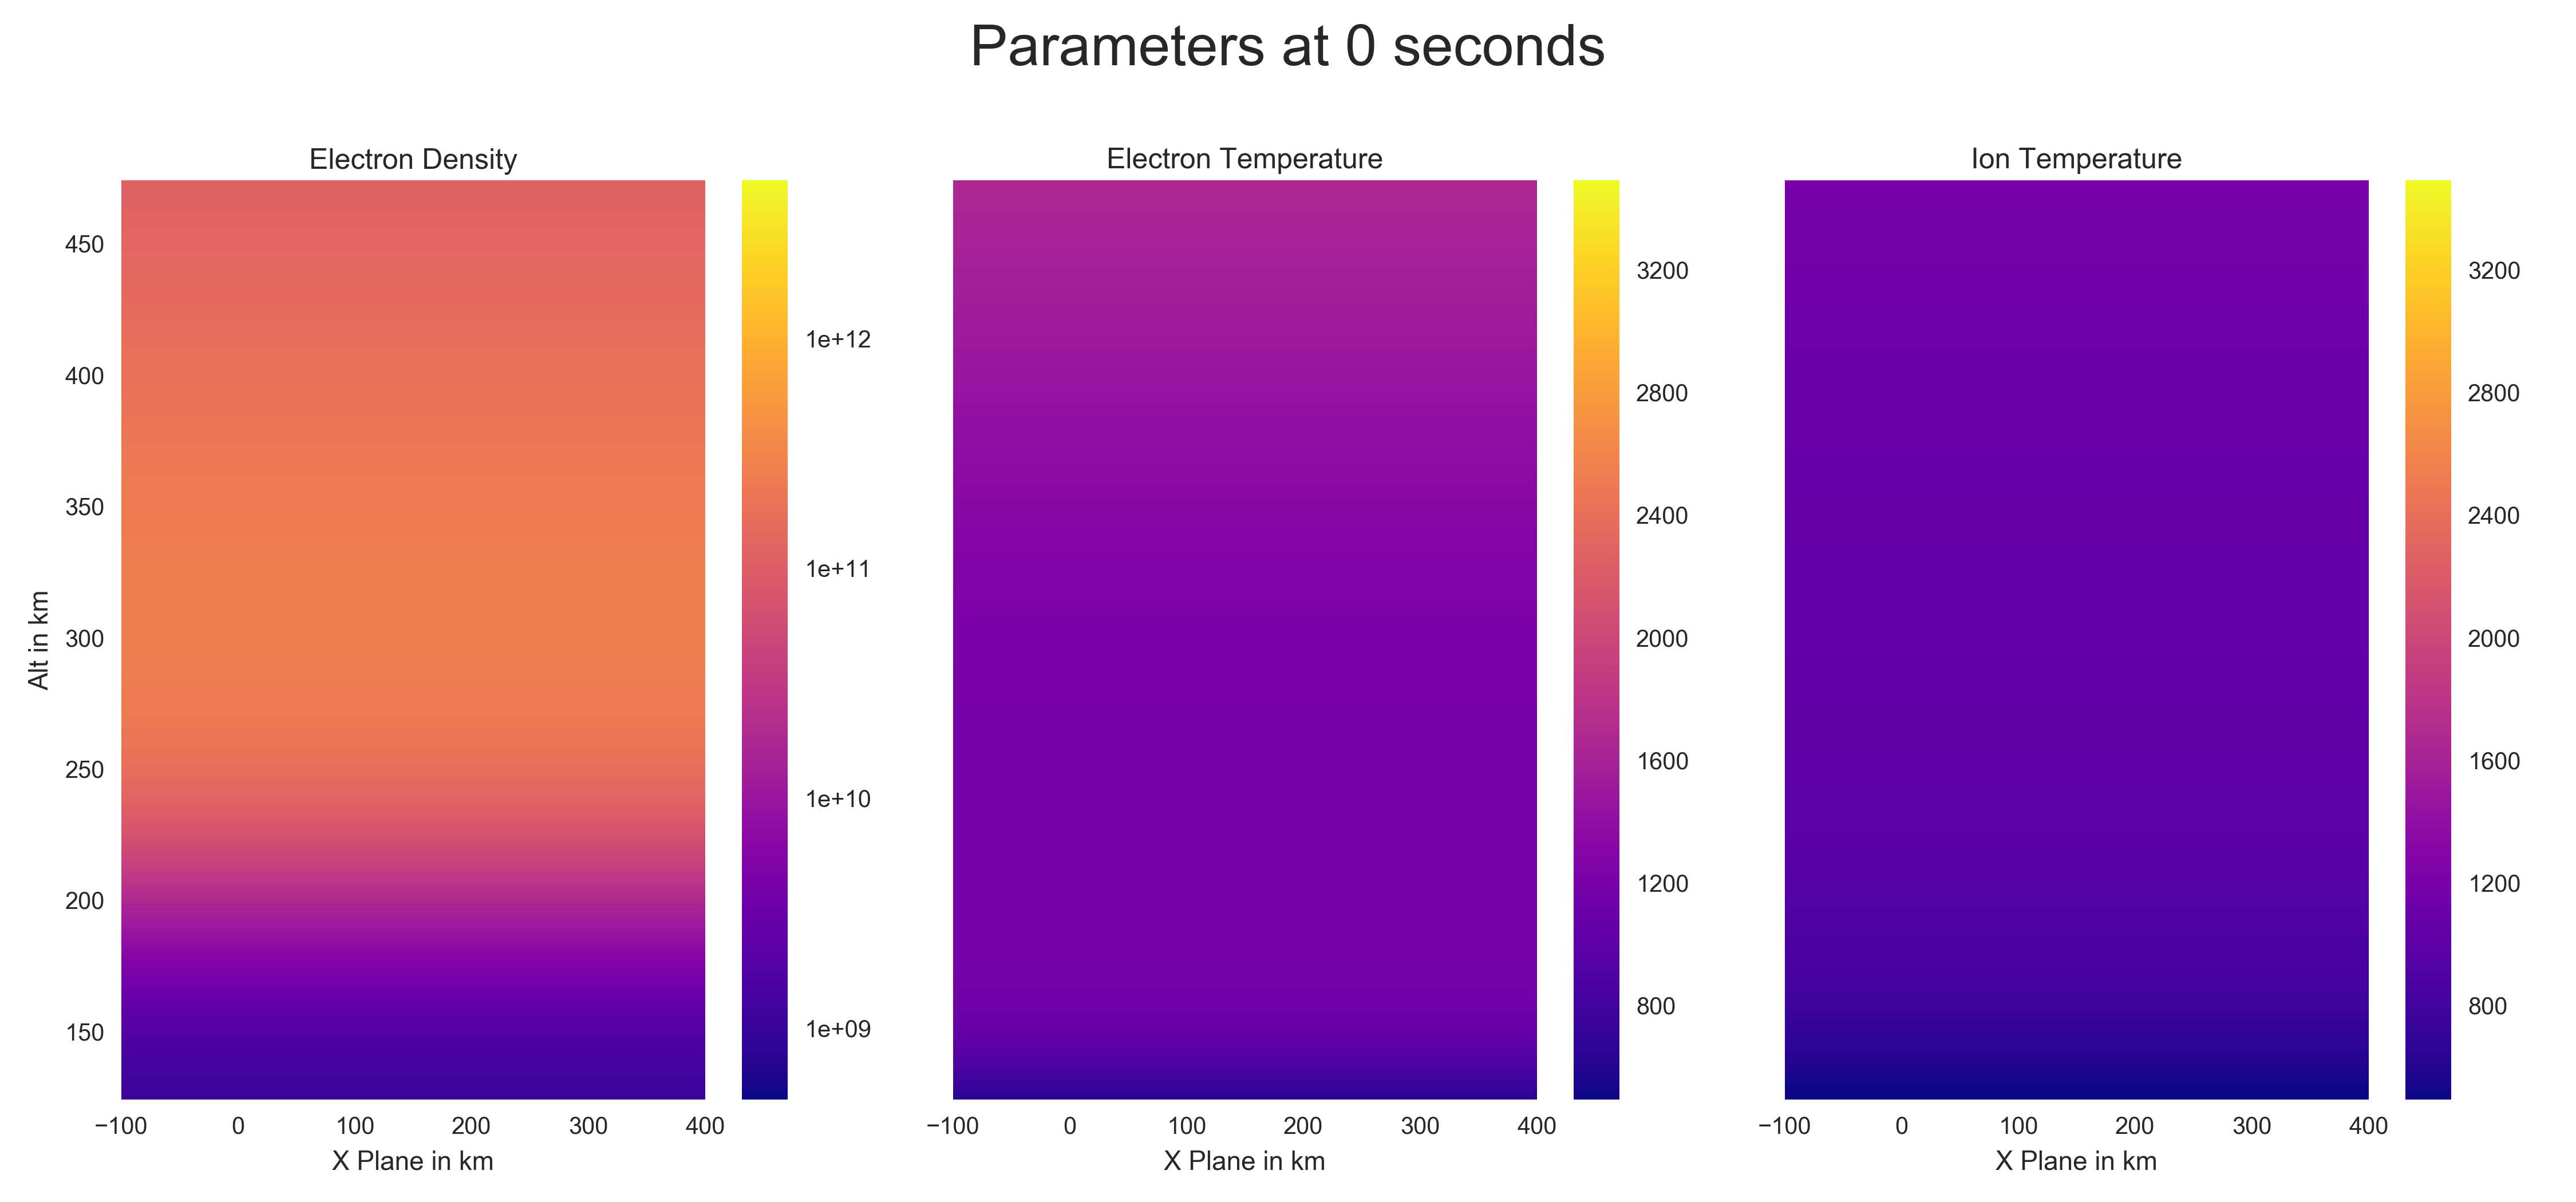 Parameters at 0 seconds
Electron Density
Electron Temperature
Ion Temperature
Alt in km
450
400
350
300
250
200
150
−100 0 100 200 300 400
X Plane in km
1e+12
1e+11
1e+10
1e+09
−100 0 100 200 300 400
X Plane in km
3200
2800
2400
2000
1600
1200
800
−100 0 100 200 300 400
X Plane in km
3200
2800
2400
2000
1600
1200
800